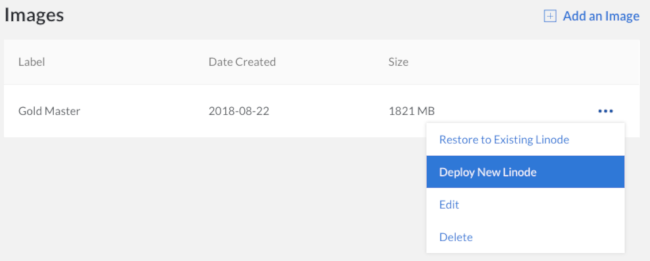 Images
Add an Image
Label Date Created Size
Gold Master 2018-08-22 1821 MB
Restore to Existing Linode
Deploy New Linode
Edit
Delete